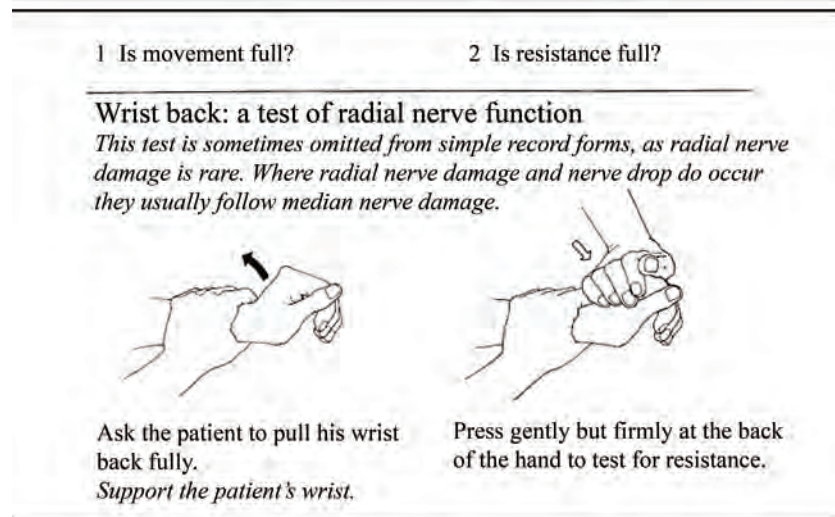 1 Is movement full?
2 Is resistance full?
Wrist back: a test of radial nerve function
This test is sometimes omitted from simple record forms, as radial nerve
damage is rare. Where radial nerve damage and nerve drop do occur
they usually follow median nerve damage.
Ask the patient to pull his wrist
back fully.
Support the patient's wrist.
Press gently but firmly at the back
of the hand to test for resistance.